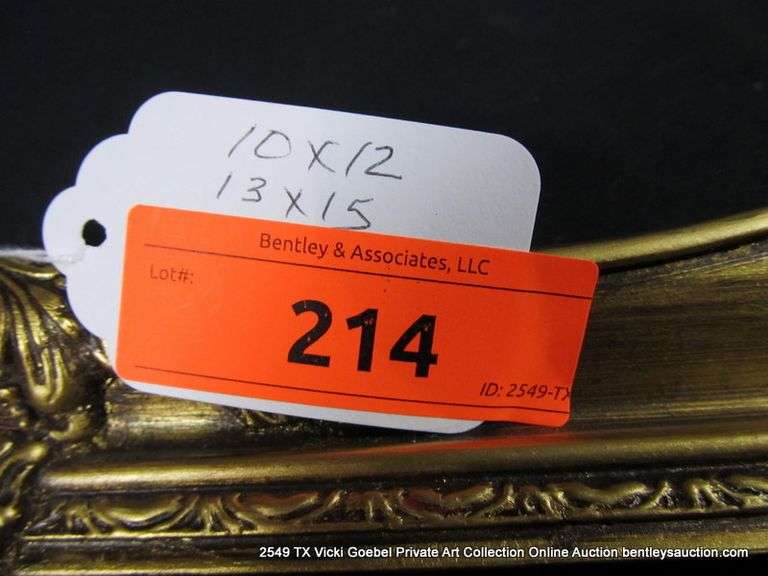 10 X 12
13 X 15
Bentley & Associates, LLC
Lot#:
214
ID: 2549-TX
2549 TX Vicki Goebel Private Art Collection Online Auction bentleysauction.com